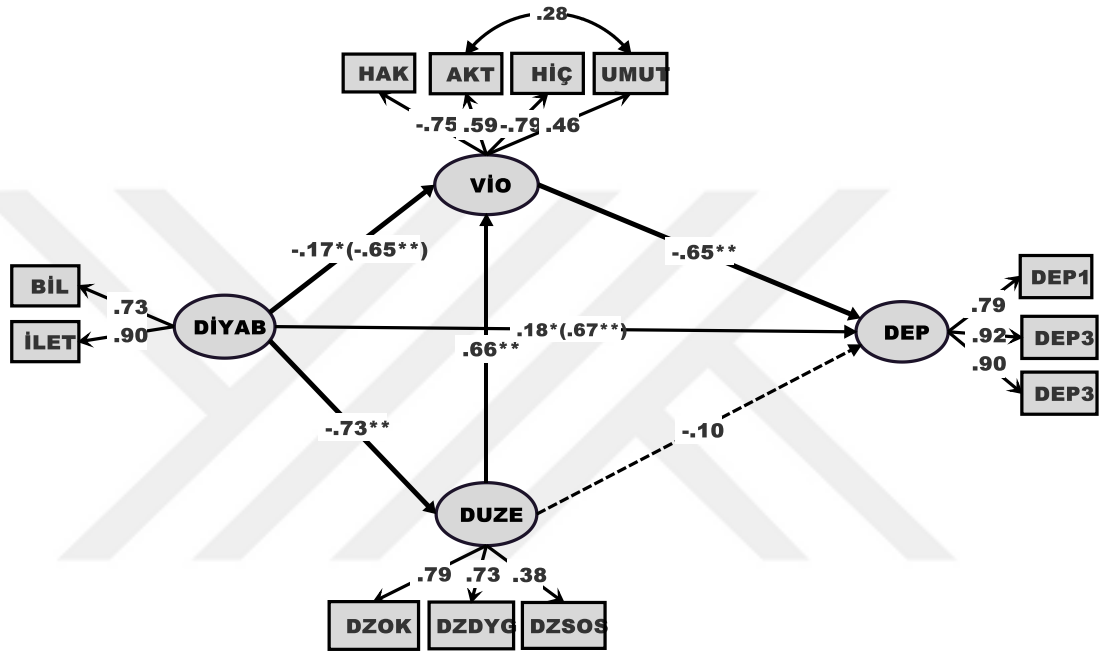 .28
HAK AKT HİÇ UMUT
-.75 .59 -.79 .46
VİO
-.17*(-.65**)
-.65**
BİL
.73
İLET
.90
DİYAB
.18*(.67**)
.66**
DEP
DEP1
.79
.92
DEP3
.90
DEP3
-.73**
-.10
DUZE
.79 .73 .38
DZOK DZDYG DZSOS